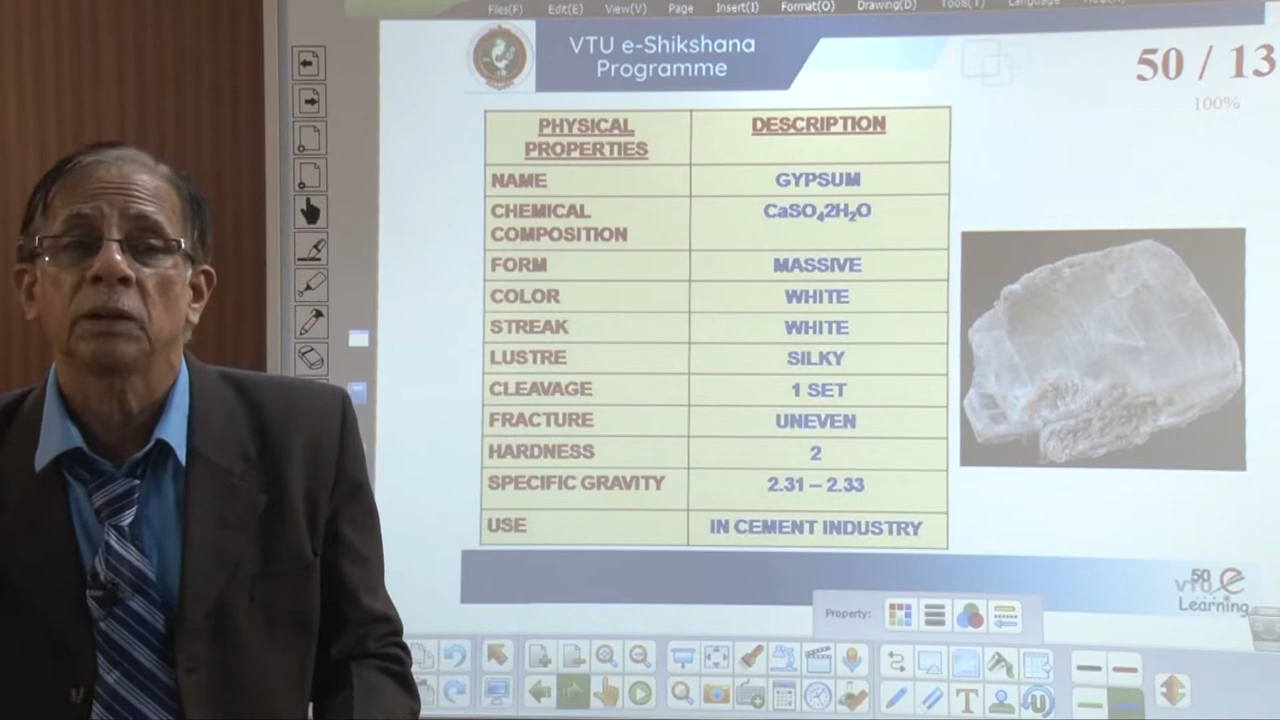 Files(F) Edit(E) View(V) Page Insert(I) Format(O) Drawing(D) Tools(T) Language
VTU e-Shikshana
Programme
50 / 13
100%
PHYSICAL PROPERTIES DESCRIPTION
NAME GYPSUM
CHEMICAL COMPOSITION CaSO₄2H₂O
FORM MASSIVE
COLOR WHITE
STREAK WHITE
LUSTRE SILKY
CLEAVAGE 1 SET
FRACTURE UNEVEN
HARDNESS 2
SPECIFIC GRAVITY 2.31 – 2.33
USE IN CEMENT INDUSTRY
50
VTU e
Learning
Property: